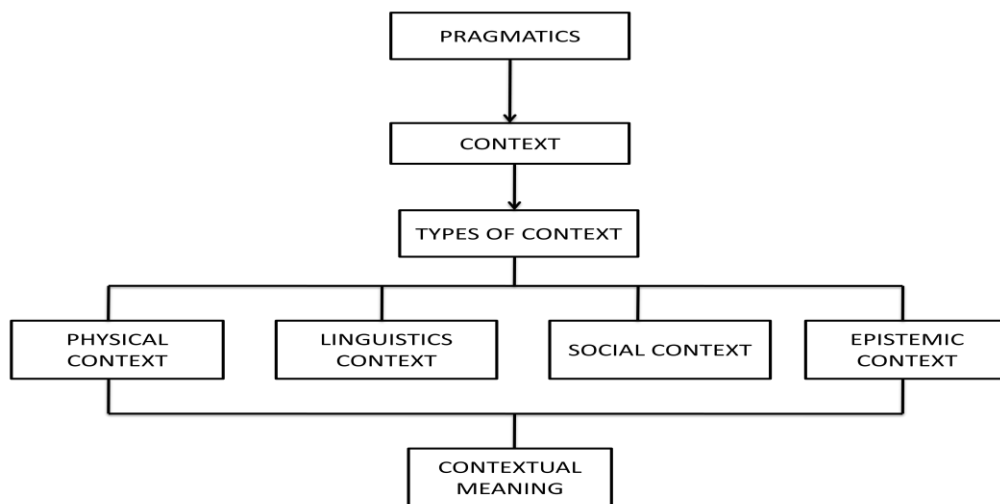 PRAGMATICS
CONTEXT
TYPES OF CONTEXT
PHYSICAL
CONTEXT
LINGUISTICS
CONTEXT
SOCIAL CONTEXT
EPISTEMIC
CONTEXT
CONTEXTUAL
MEANING